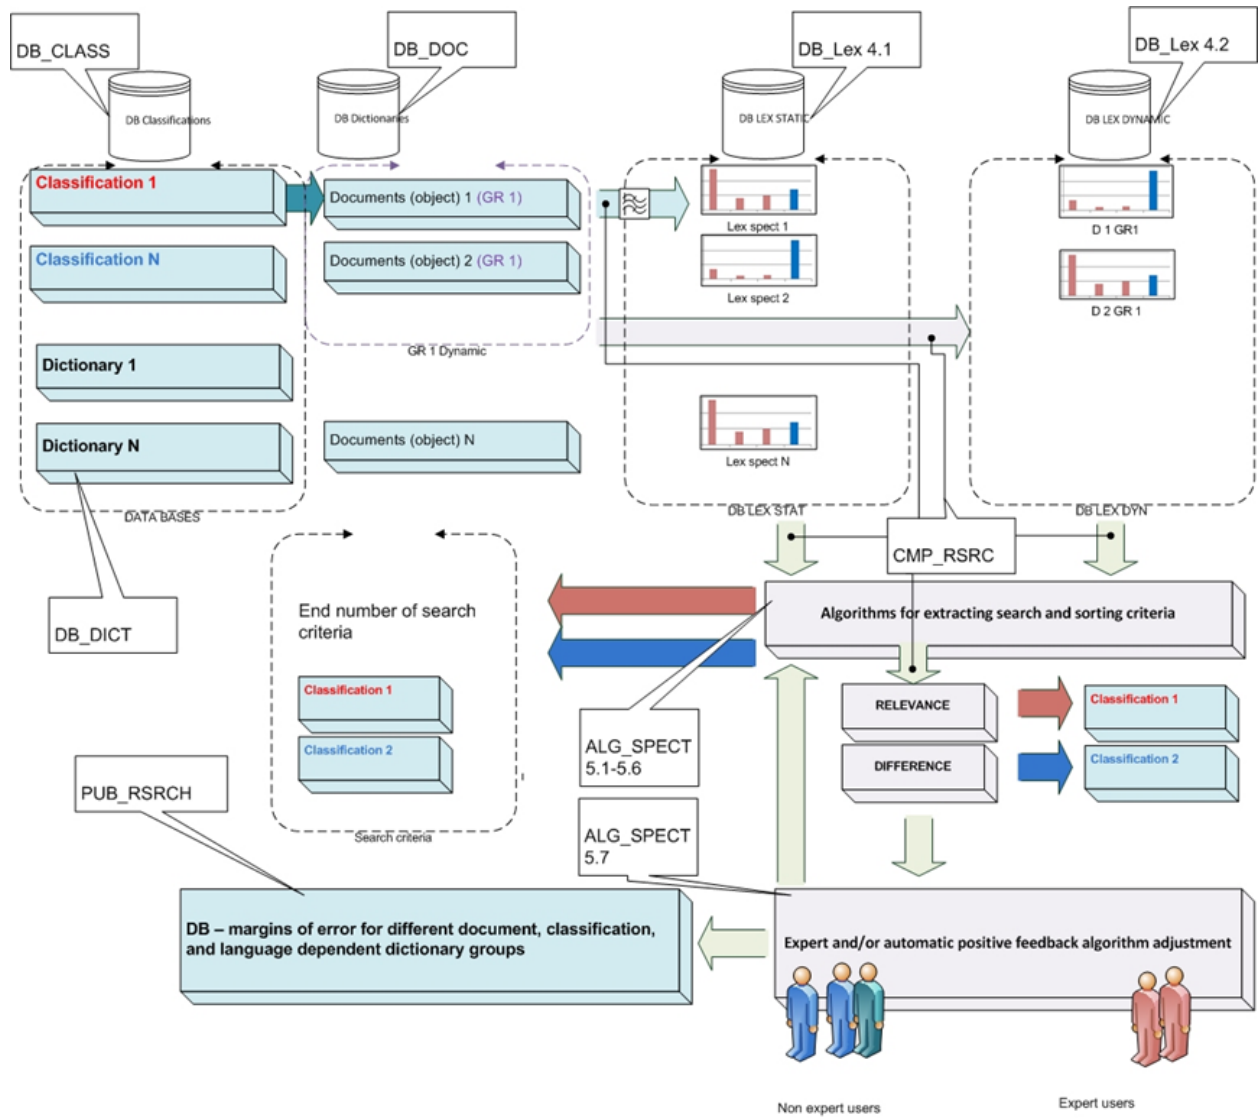 DB_CLASS
DB_DOC
DB_Lex 4.1
DB_Lex 4.2
DB Classifications
DB Dictionaries
DB LEX STATIC
DB LEX DYNAMIC
Classification 1
Documents (object) 1 (GR 1)
Lex spect 1
D 1 GR1
Classification N
Documents (object) 2 (GR 1)
Lex spect 2
D 2 GR 1
GR 1 Dynamic
Dictionary 1
Dictionary N
Documents (object) N
Lex spect N
DATA BASES
DB LEX STAT
DB LEX DYN
CMP_RSRC
DB_DICT
End number of search
criteria
Algorithms for extracting search and sorting criteria
Classification 1
Classification 2
RELEVANCE
Classification 1
DIFFERENCE
Classification 2
ALG_SPECT
5.1-5.6
PUB_RSRCH
Search criteria
ALG_SPECT
5.7
DB – margins of error for different document, classification,
and language dependent dictionary groups
Expert and/or automatic positive feedback algorithm adjustment
Non expert users
Expert users